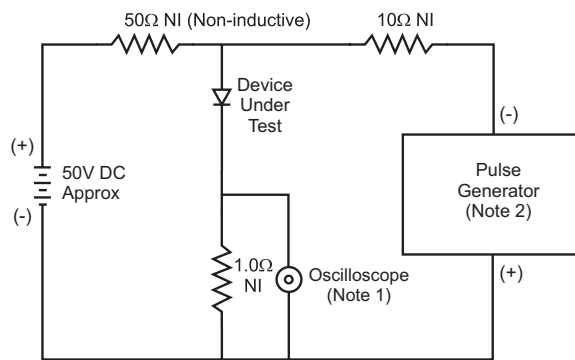 50Ω NI (Non-inductive)
10Ω NI
Device
Under
Test
(-)
(+)
50V DC
Approx
(-)
Pulse
Generator
(Note 2)
1.0Ω
NI
Oscilloscope
(Note 1)
(+)